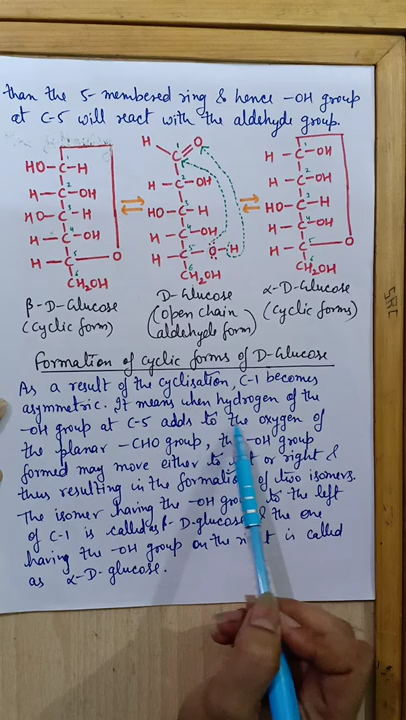 than the 5-membered ring & hence -OH group
at C-5 will react with the aldehyde group.
HO-C-H
H-C-OH
HO-C-H
H-C-OH
H-C-O
CH₂OH
β-D-Glucose
(cyclic form)
H C O
H-C-OH
HO-C-H
H-C-OH
H-C-O-H
CH₂OH
D-Glucose
(open chain
aldehyde form)
H-C-OH
H-C-OH
HO-C-H
H-C-OH
H-C-O
CH₂OH
α-D-Glucose
(cyclic forms)
Formation of cyclic forms of D-Glucose
As a result of the cyclisation, C-1 becomes
asymmetric. It means when hydrogen of the
-OH group at C-5 adds to the oxygen of
the planar -CHO group, the -OH group
formed may move either to or right &
thus resulting in the formation of two isomers.
The isomer having the -OH group to the left
of C-1 is called as β-D-glucose & the one
having the -OH group on the right is called
as α-D-glucose.